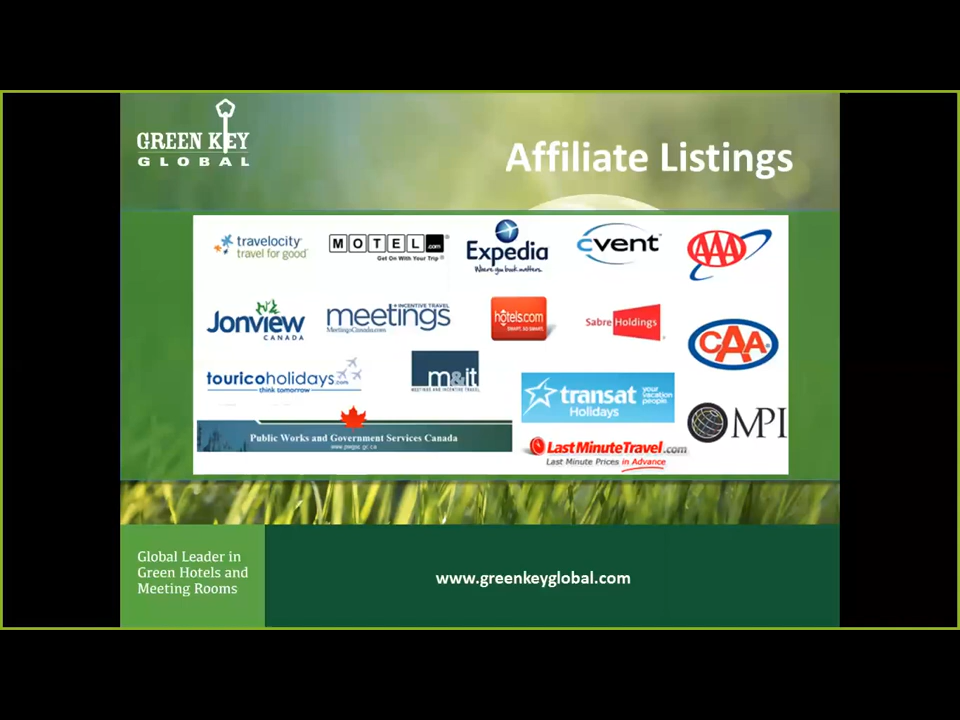 GREEN KEY
GLOBAL
Affiliate Listings
travelocity
travel for good
MOTEL.com
Get On With Your Trip
Expedia
Where you book matters.
cvent
AAA
Jonview
CANADA
INCENTIVE TRAVEL
meetings
MeetingsCanada.com
hotels.com
SMART. SO SMART.
Sabre Holdings
CAA
touricoholidays.com
think tomorrow
m&it
MEETINGS AND INCENTIVE TRAVEL
transat
Holidays
your
vacation
people
MPI
Public Works and Government Services Canada
www.pwgsc.gc.ca
LASTMINUTETRAVEL.com
Last Minute Prices in Advance
Global Leader in
Green Hotels and
Meeting Rooms
www.greenkeyglobal.com